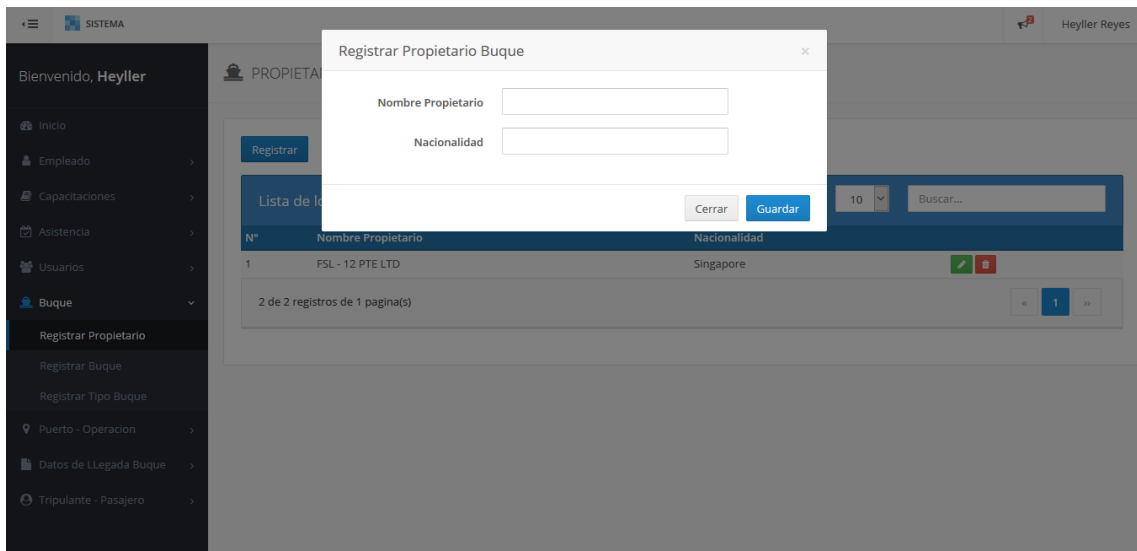 SISTEMA
2
Heyller Reyes
Bienvenido, Heyller
Inicio
Empleado
Capacitaciones
Asistencia
Usuarios
Buque
Registrar Propietario
Registrar Buque
Registrar Tipo Buque
Puerto - Operacion
Datos de LLegada Buque
Tripulante - Pasajero
PROPIETA
Registrar Propietario Buque
×
Nombre Propietario
Nacionalidad
Cerrar
Guardar
Registrar
Lista de lo
10
Buscar...
N° Nombre Propietario Nacionalidad
1 FSL - 12 PTE LTD Singapore
2 de 2 registros de 1 pagina(s)
« 1 »